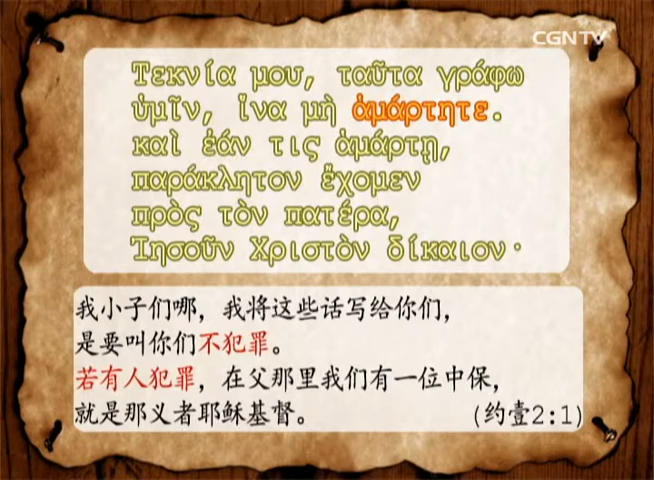 CGNTV
Τεκνία μου, ταῦτα γράφω
ὑμῖν, ἵνα μὴ ἁμάρτητε.
καὶ ἐάν τις ἁμάρτῃ,
παράκλητον ἔχομεν
πρὸς τὸν πατέρα,
Ἰησοῦν Χριστὸν δίκαιον·
我小子们哪，我将这些话写给你们，
是要叫你们不犯罪。
若有人犯罪，在父那里我们有一位中保，
就是那义者耶稣基督。 (约壹2:1)